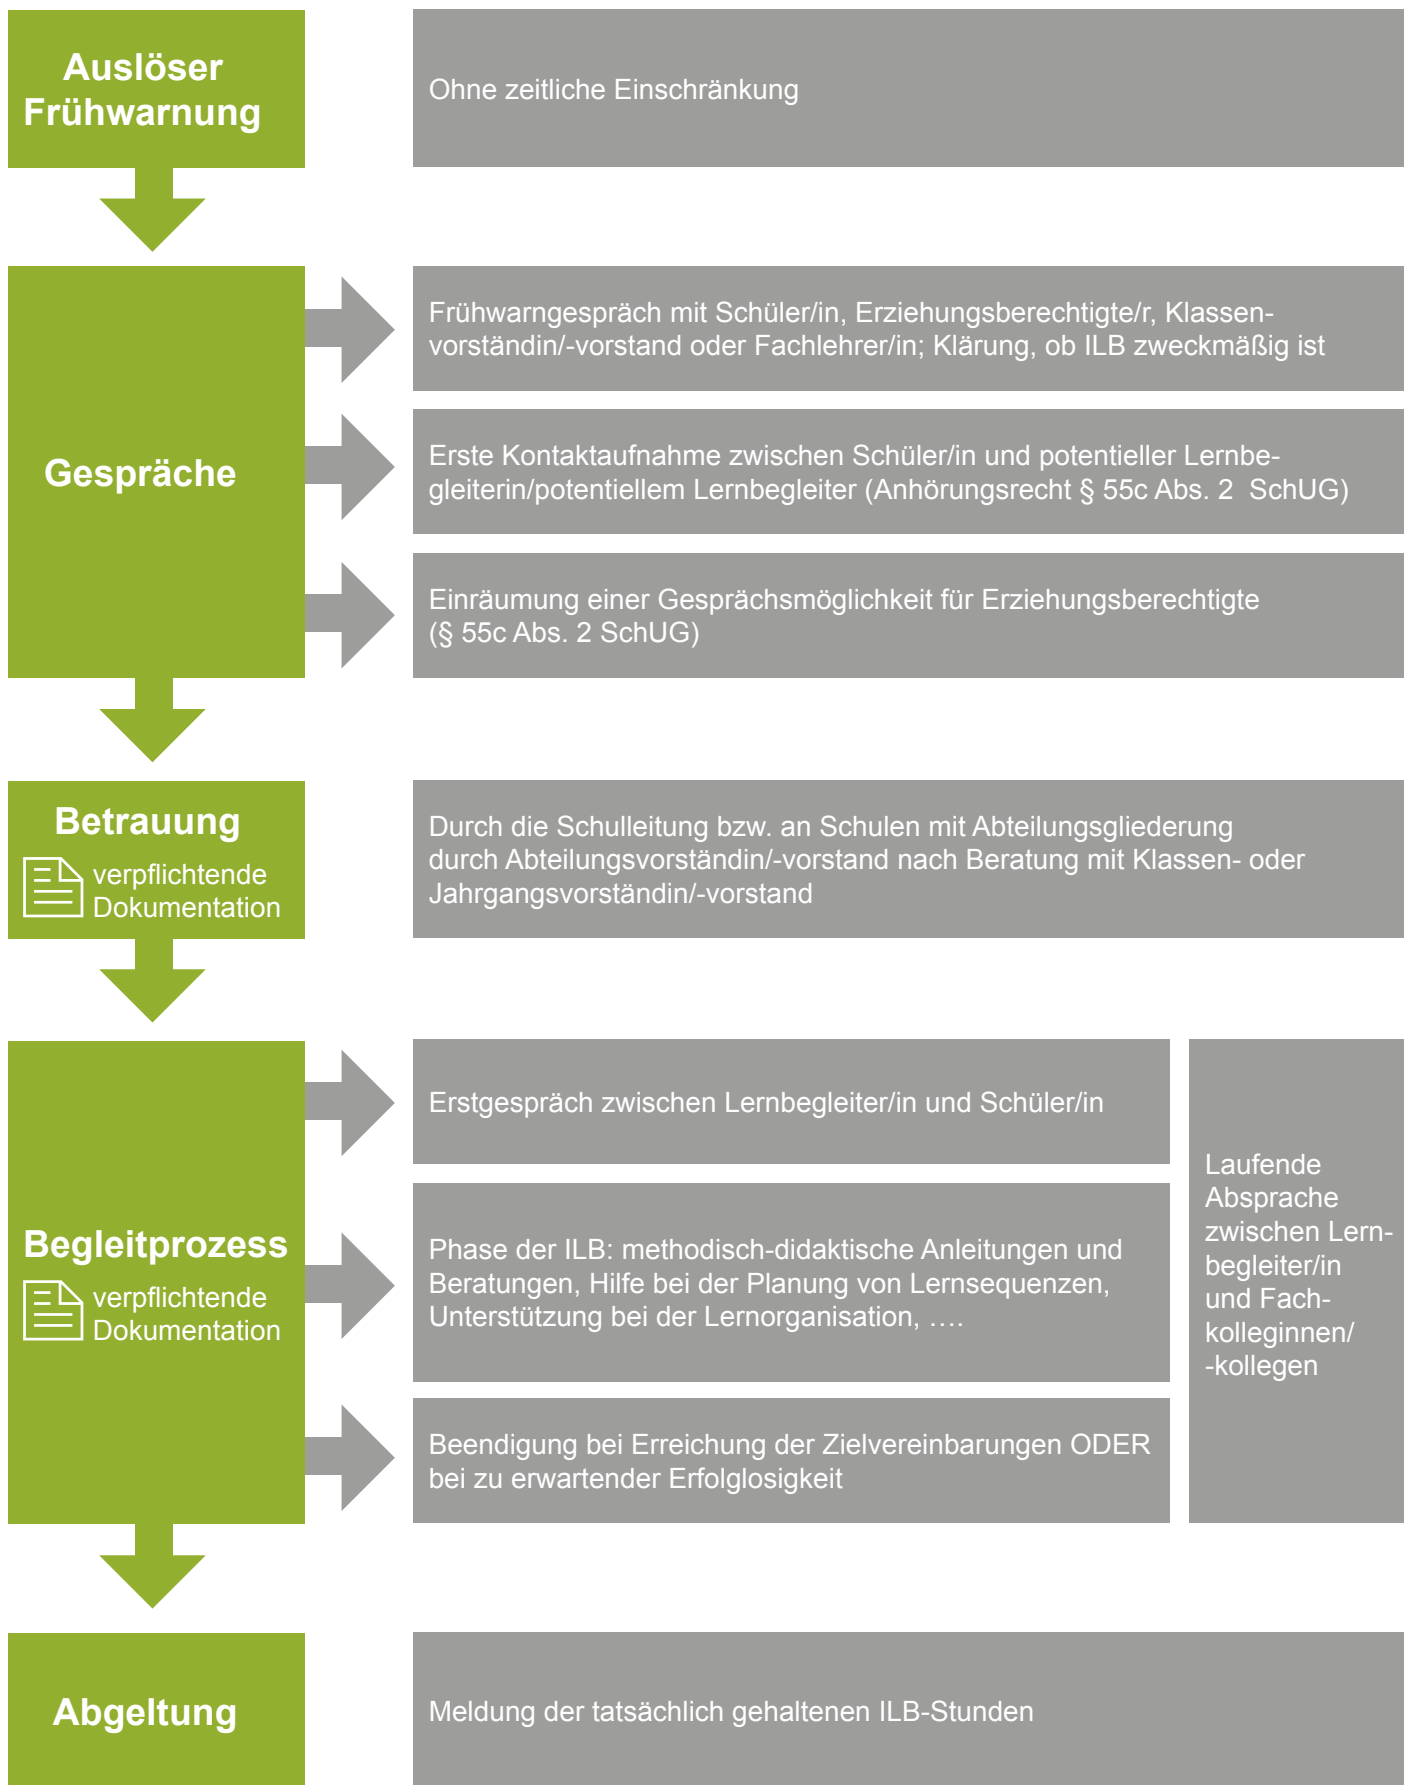 Auslöser
Frühwarnung
Ohne zeitliche Einschränkung
Gespräche
Frühwarngespräch mit Schüler/in, Erziehungsberechtigte/r, Klassen-
vorständin/-vorstand oder Fachlehrer/in; Klärung, ob ILB zweckmäßig ist
Erste Kontaktaufnahme zwischen Schüler/in und potentieller Lernbe-
gleiterin/potentiellem Lernbegleiter (Anhörungsrecht § 55c Abs. 2  SchUG)
Einräumung einer Gesprächsmöglichkeit für Erziehungsberechtigte
(§ 55c Abs. 2 SchUG)
Betrauung
verpflichtende
Dokumentation
Durch die Schulleitung bzw. an Schulen mit Abteilungsgliederung
durch Abteilungsvorständin/-vorstand nach Beratung mit Klassen- oder
Jahrgangsvorständin/-vorstand
Begleitprozess
verpflichtende
Dokumentation
Erstgespräch zwischen Lernbegleiter/in und Schüler/in
Phase der ILB: methodisch-didaktische Anleitungen und
Beratungen, Hilfe bei der Planung von Lernsequenzen,
Unterstützung bei der Lernorganisation, ….
Beendigung bei Erreichung der Zielvereinbarungen ODER
bei zu erwartender Erfolglosigkeit
Laufende
Absprache
zwischen Lern-
begleiter/in
und Fach-
kolleginnen/
-kollegen
Abgeltung
Meldung der tatsächlich gehaltenen ILB-Stunden